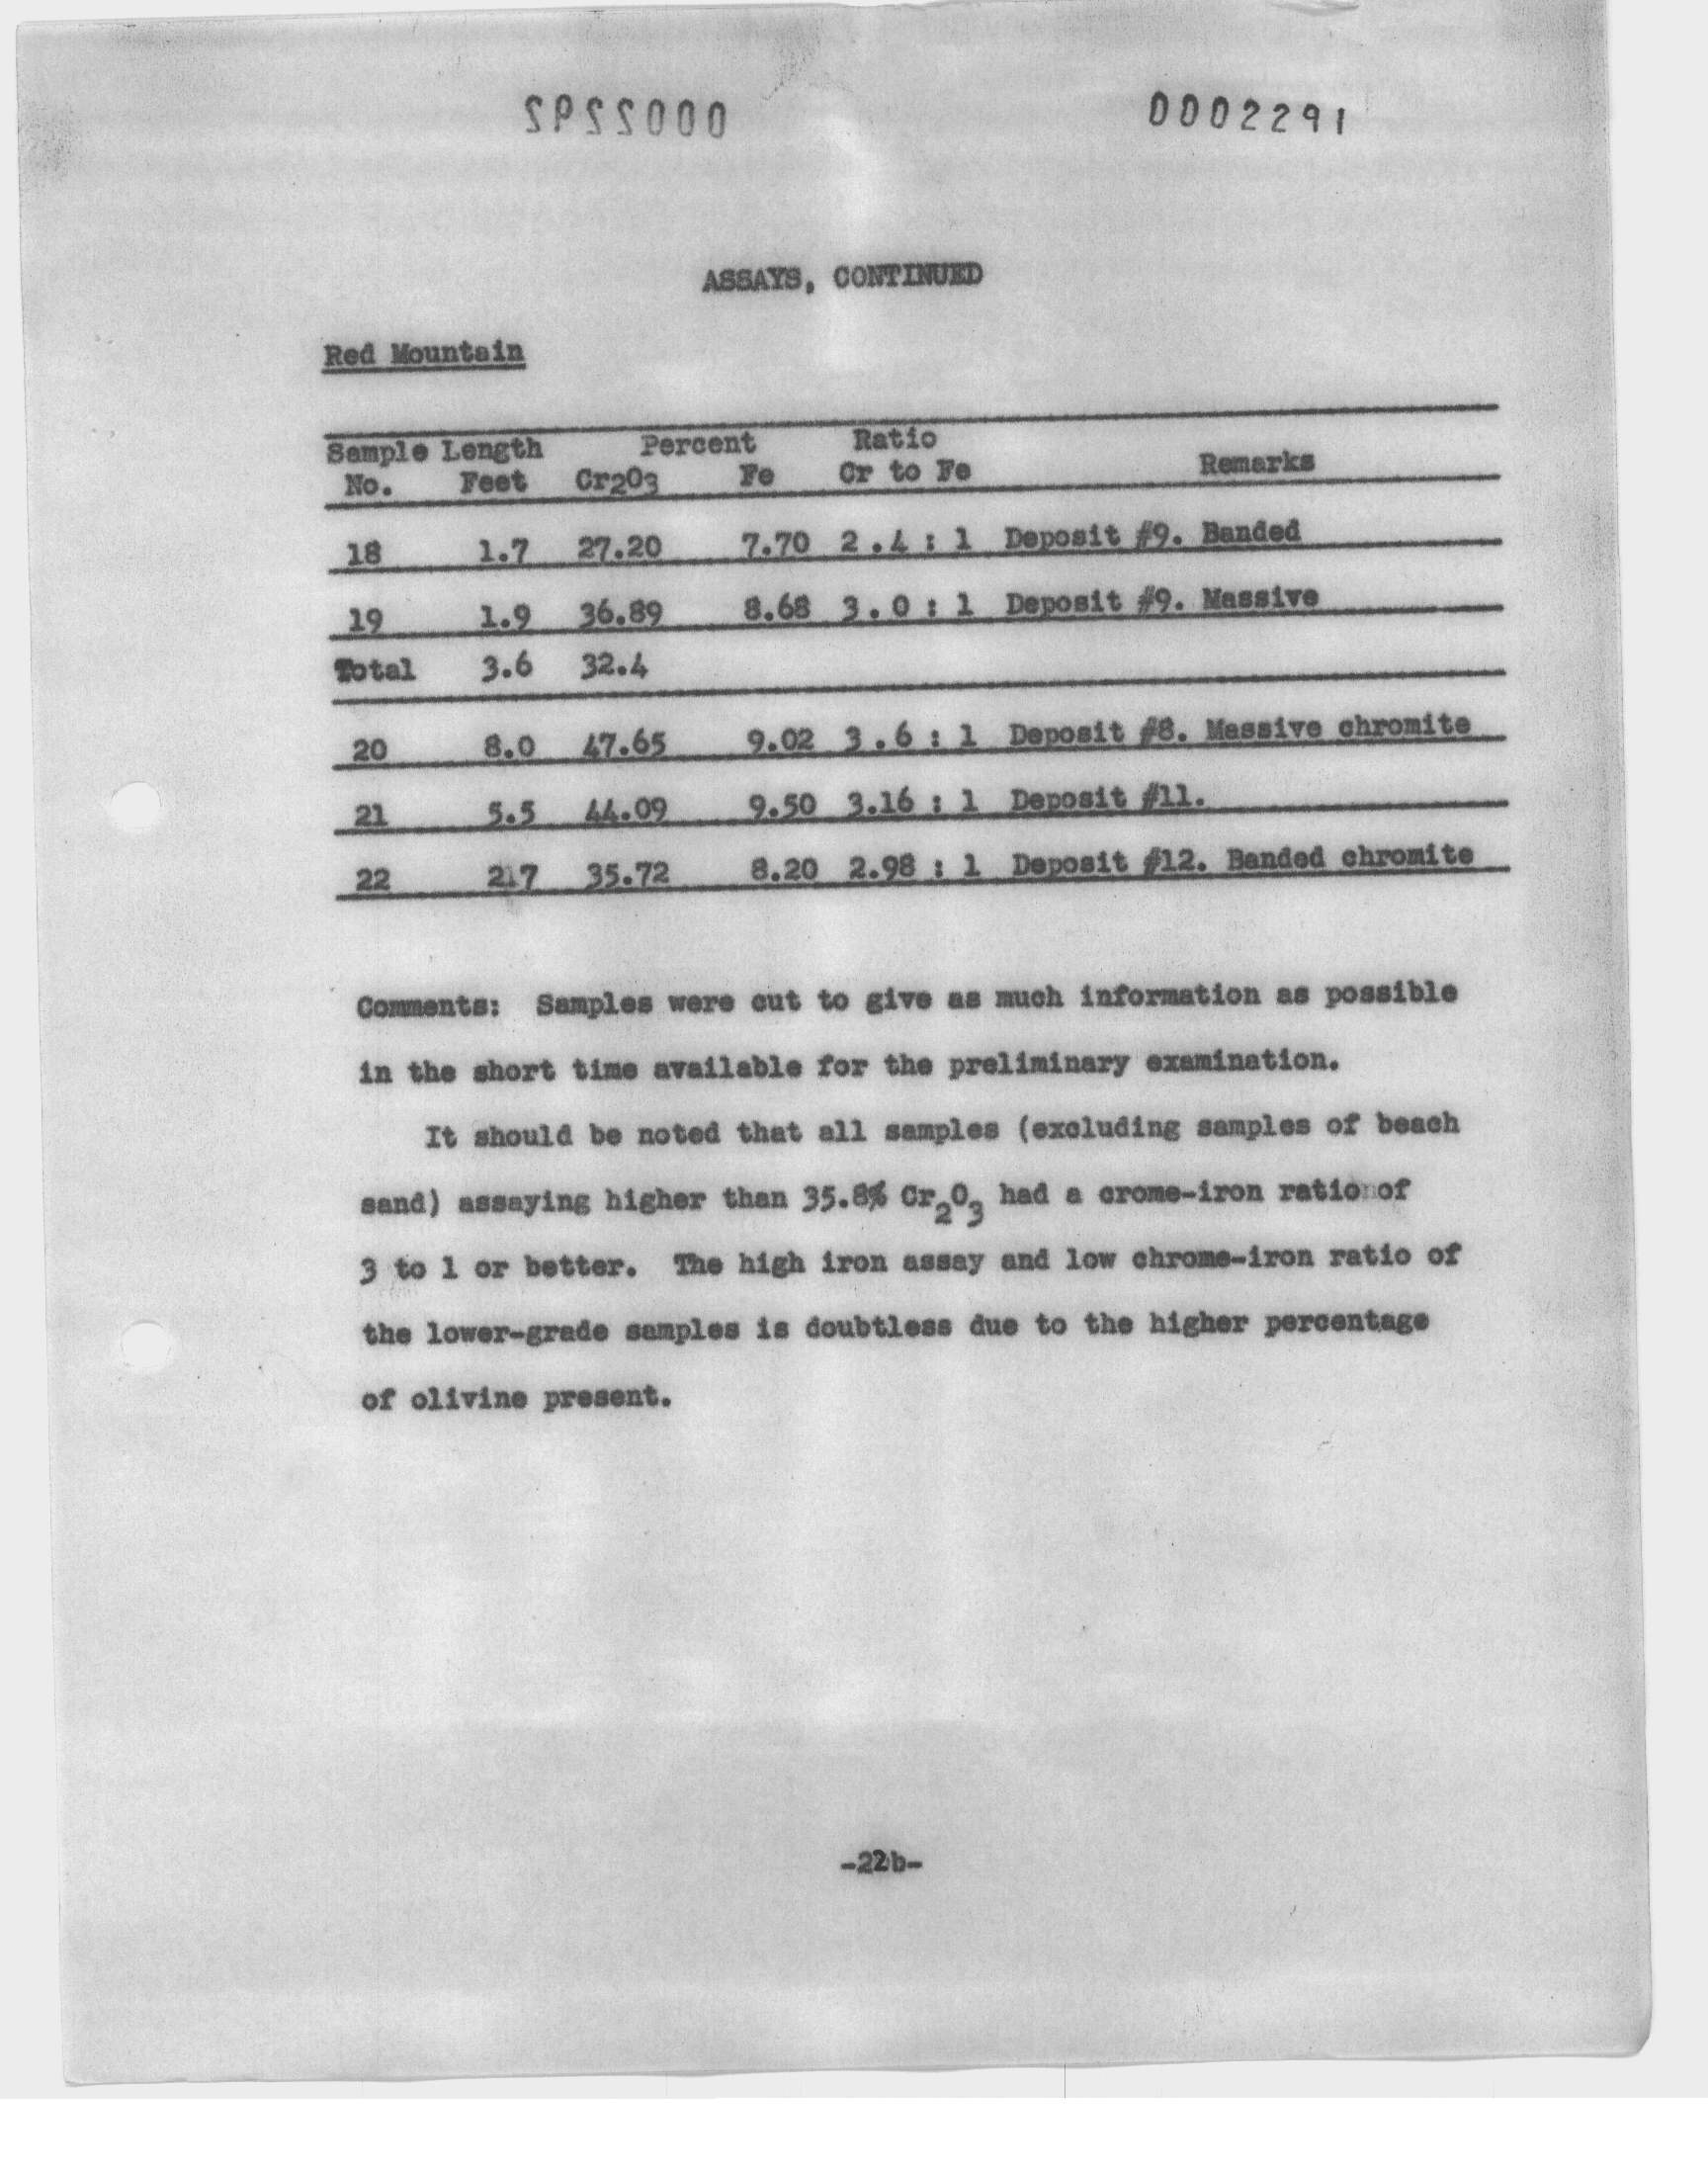 0002292 0002291
ASSAYS, CONTINUED
Red Mountain
Sample Length Percent Ratio
No. Feet Cr2O3 Fe Cr to Fe Remarks
18 1.7 27.20 7.70 2.4 : 1 Deposit #9. Banded
19 1.9 36.89 8.68 3.0 : 1 Deposit #9. Massive
Total 3.6 32.4
20 8.0 47.65 9.02 3.6 : 1 Deposit #8. Massive chromite
21 5.5 44.09 9.50 3.16 : 1 Deposit #11.
22 2.7 35.72 8.20 2.98 : 1 Deposit #12. Banded chromite
Comments: Samples were cut to give as much information as possible
in the short time available for the preliminary examination.
It should be noted that all samples (excluding samples of beach
sand) assaying higher than 35.8% Cr2O3 had a crome-iron ratio of
3 to 1 or better. The high iron assay and low chrome-iron ratio of
the lower-grade samples is doubtless due to the higher percentage
of olivine present.
-22b-